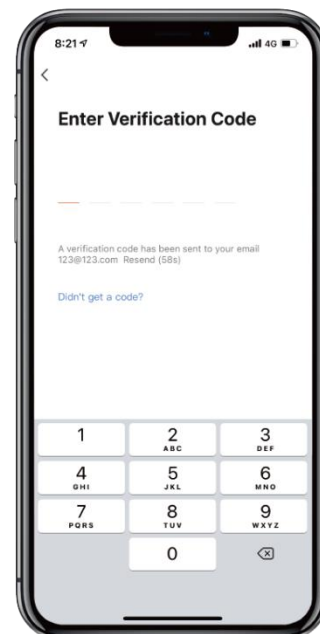 8:21
4G
Enter Verification Code
A verification code has been sent to your email
123@123.com Resend (58s)
Didn't get a code?
1
2
ABC
3
DEF
4
GHI
5
JKL
6
MNO
7
PQRS
8
TUV
9
WXYZ
0